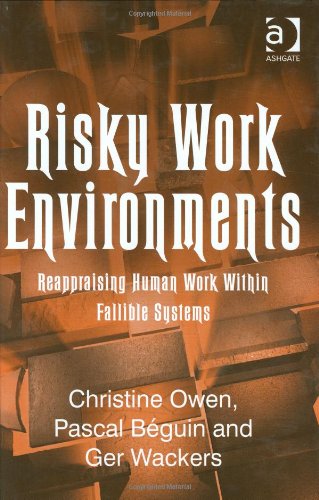 a
ASHGATE
Risky Work
Environments
Reappraising Human Work Within
Fallible Systems
Christine Owen,
Pascal Béguin and
Ger Wackers